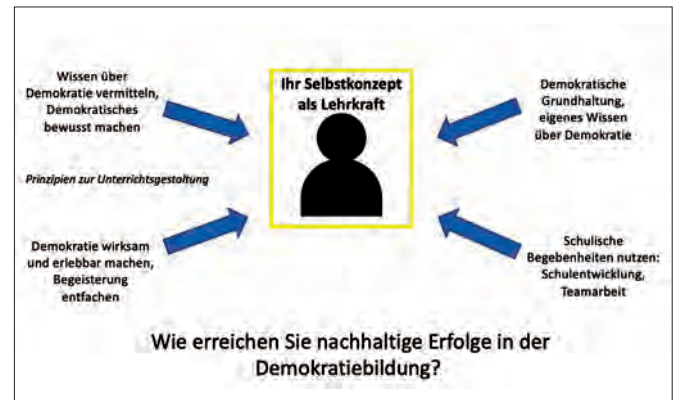 Wissen über
Demokratie vermitteln,
Demokratisches
bewusst machen
Ihr Selbstkonzept
als Lehrkraft
Demokratische
Grundhaltung,
eigenes Wissen
über Demokratie
Prinzipien zur Unterrichtsgestaltung
Demokratie wirksam
und erlebbar machen,
Begeisterung
entfachen
Schulische
Begebenheiten nutzen:
Schulentwicklung,
Teamarbeit
Wie erreichen Sie nachhaltige Erfolge in der
Demokratiebildung?